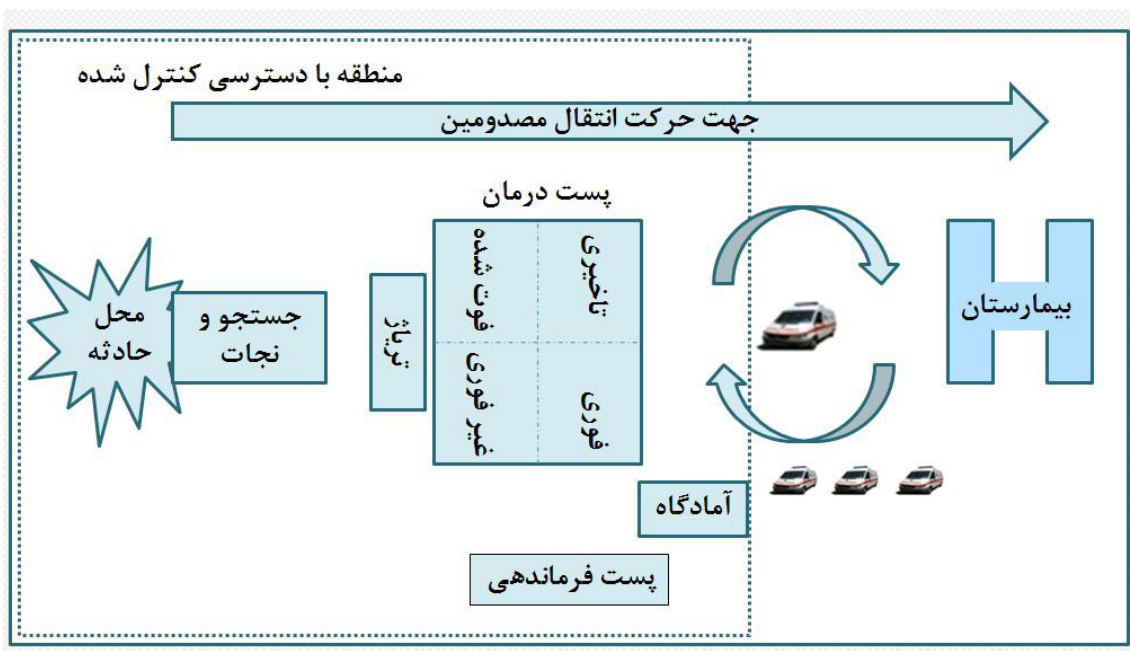 منطقه با دسترسی کنترل شده
جهت حرکت انتقال مصدومین
پست درمان
محل
حادثه
جستجو و
نجات
تریاژ
فوت شده
تاخیری
غیر فوری
فوری
بیمارستان
آمادگاه
پست فرماندهی